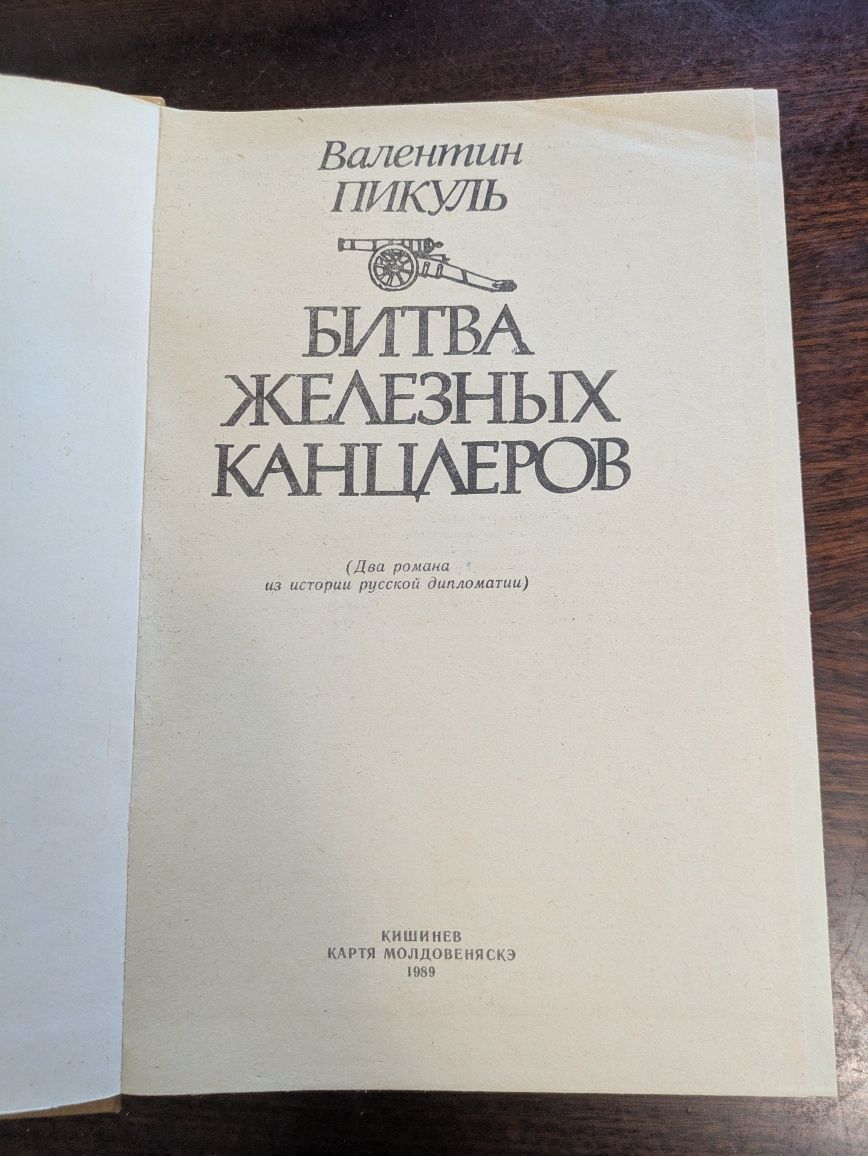 Валентин
ПИКУЛЬ
БИТВА
ЖЕЛЕЗНЫХ
КАНЦЛЕРОВ
(Два романа
из истории русской дипломатии)
КИШИНЕВ
КАРТЯ МОЛДОВЕНЯСКЭ
1989